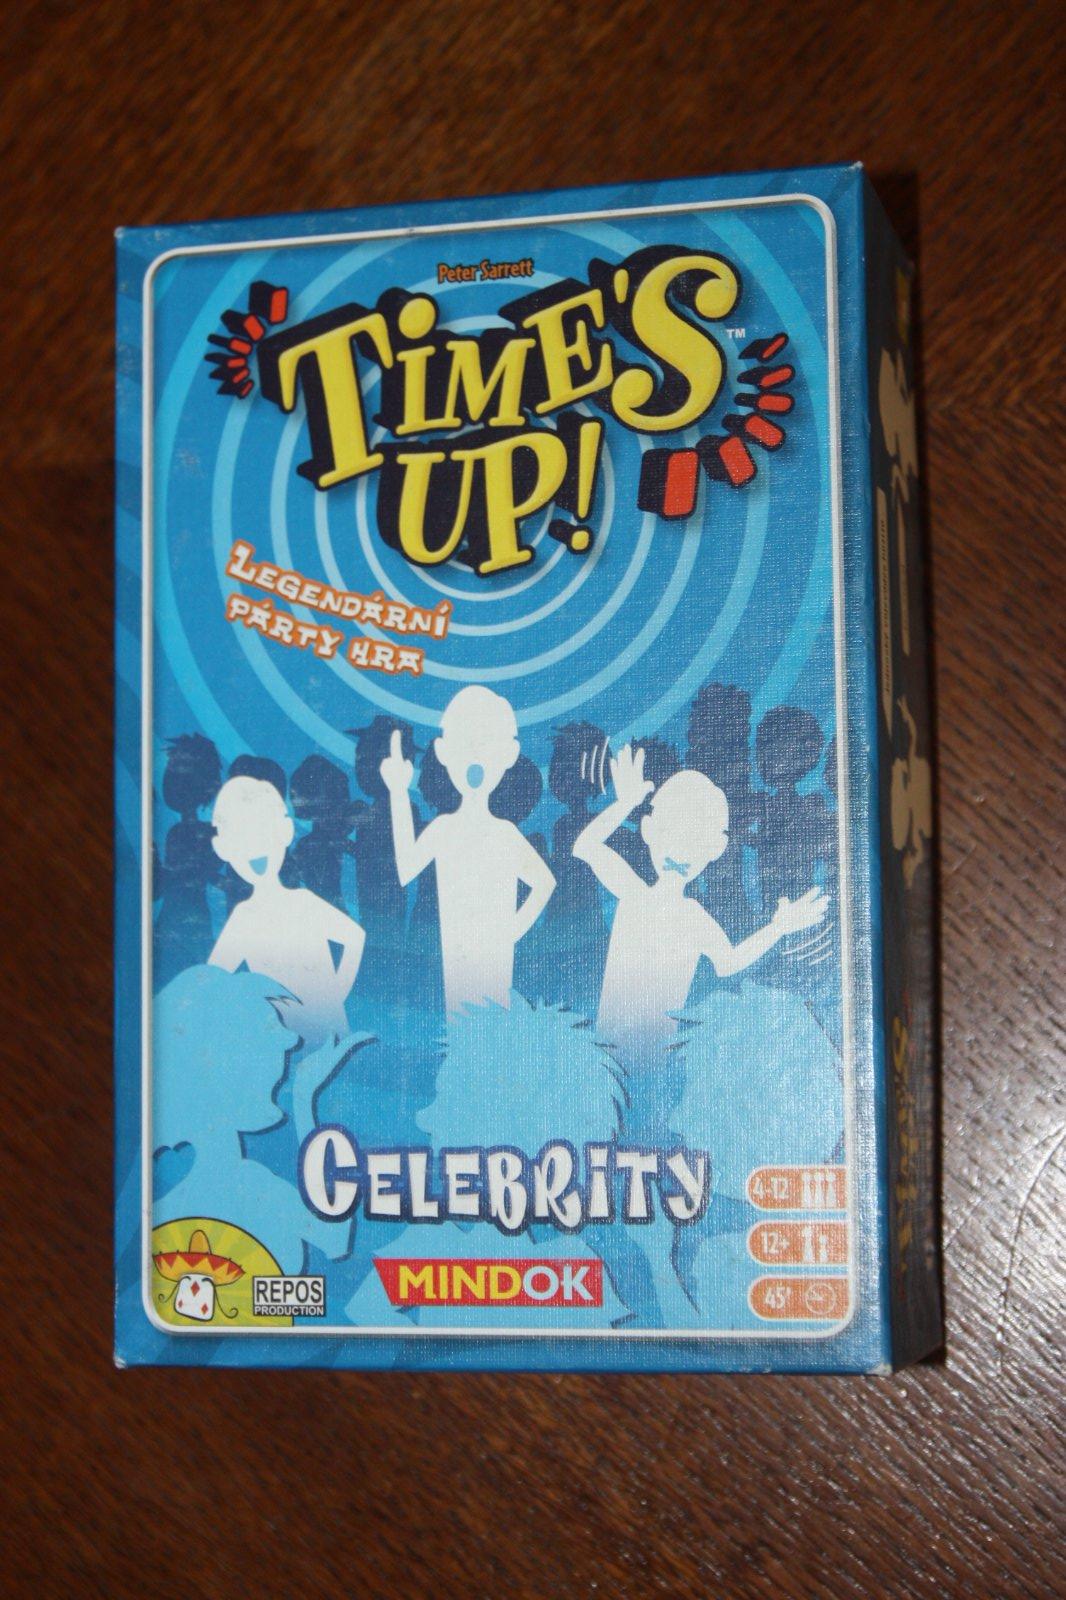 Peter Sarrett
TIME'S
™
UP!
LEGENDÁRNÍ
PÁRTY HRA
CELEBRITY
4-12
12+
45'
MINDOK
REPOS
PRODUCTION